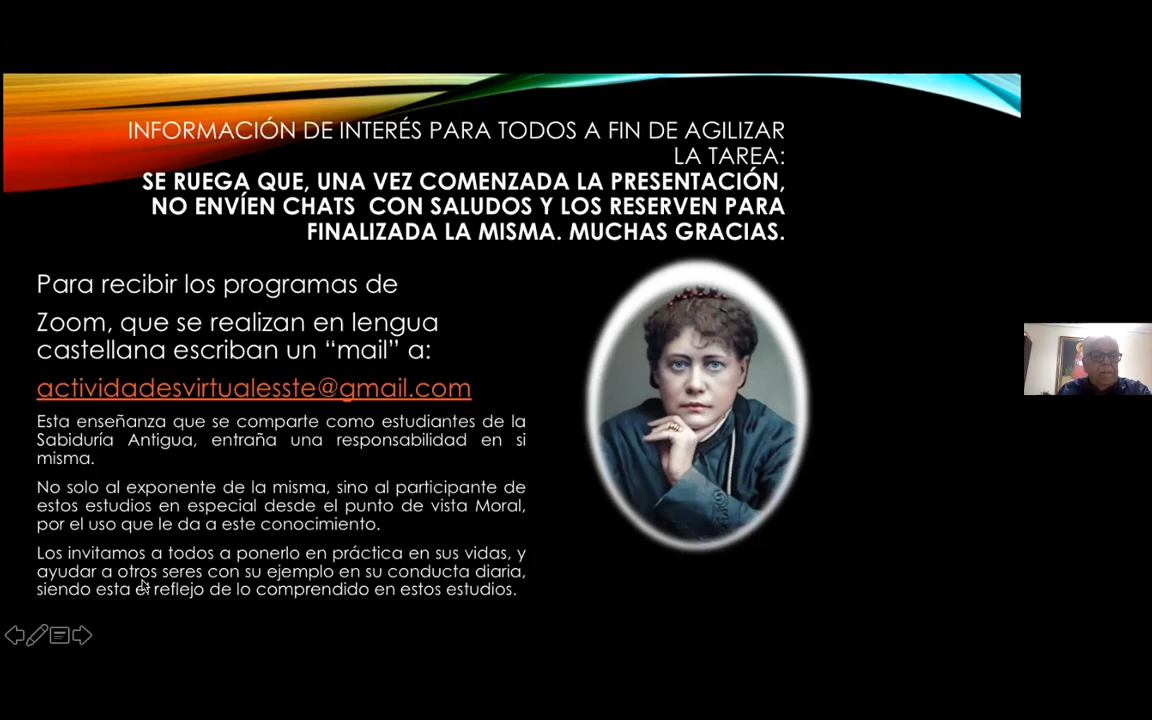 INFORMACIÓN DE INTERÉS PARA TODOS A FIN DE AGILIZAR
LA TAREA:
SE RUEGA QUE, UNA VEZ COMENZADA LA PRESENTACIÓN,
NO ENVÍEN CHATS CON SALUDOS Y LOS RESERVEN PARA
FINALIZADA LA MISMA. MUCHAS GRACIAS.
Para recibir los programas de
Zoom, que se realizan en lengua
castellana escriban un “mail” a:
actividadesvirtualesste@gmail.com
Esta enseñanza que se comparte como estudiantes de la
Sabiduría Antigua, entraña una responsabilidad en si
misma.
No solo al exponente de la misma, sino al participante de
estos estudios en especial desde el punto de vista Moral,
por el uso que le da a este conocimiento.
Los invitamos a todos a ponerlo en práctica en sus vidas, y
ayudar a otros seres con su ejemplo en su conducta diaria,
siendo esta el reflejo de lo comprendido en estos estudios.